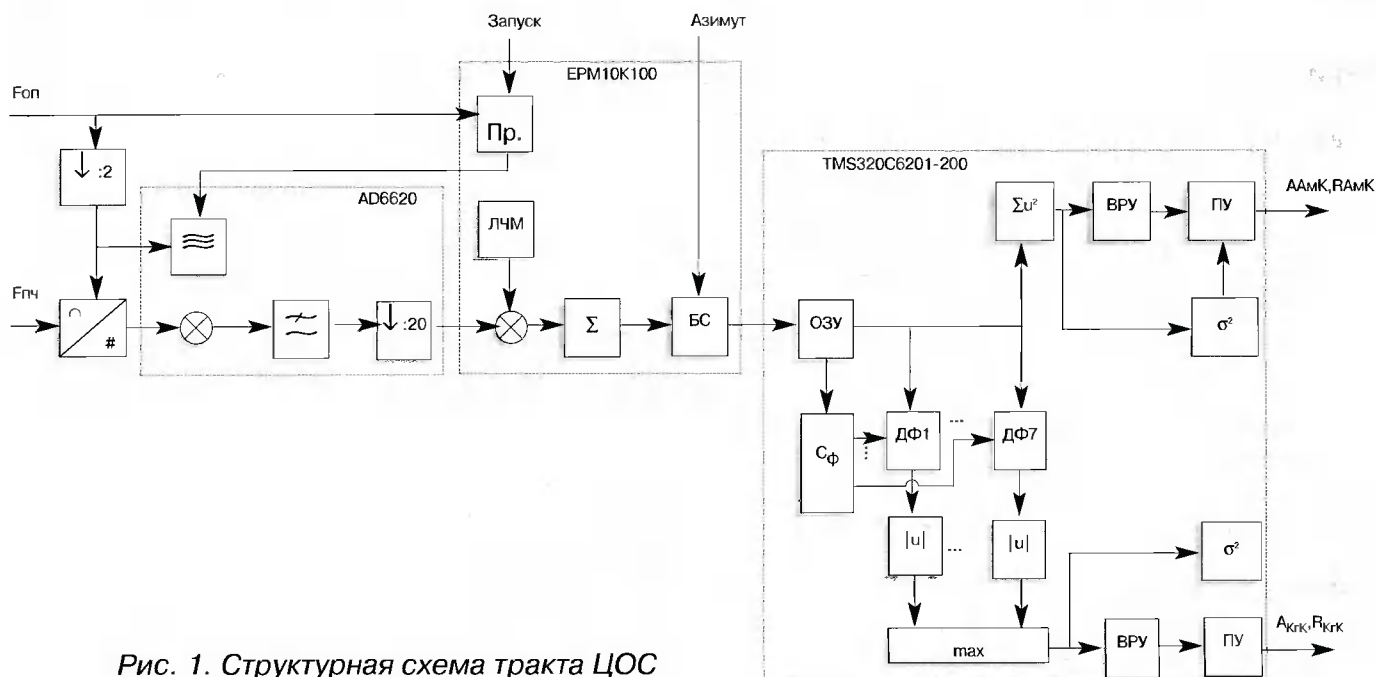 Запуск
Азимут
EPM10K100
Fоп
Пр.
↓ :2
TMS320C6201-200
AD6620
ЛЧМ
Σu²
ВРУ
ПУ
ААмК,RАмК
Fпч
#
↓ :20
Σ
БС
ОЗУ
σ²
Cф
ДФ1
...
ДФ7
|u|
...
|u|
σ²
max
ВРУ
ПУ
AКгК,RКгК
Рис. 1. Структурная схема тракта ЦОС